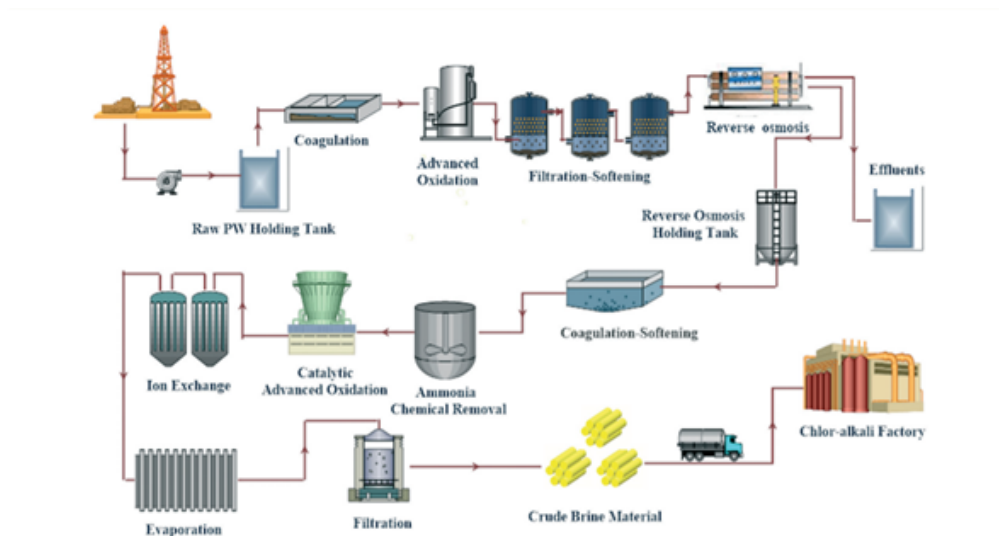 Coagulation
Advanced
Oxidation
Filtration-Softening
Reverse osmosis
Effluents
Raw PW Holding Tank
Reverse Osmosis
Holding Tank
Coagulation-Softening
Ion Exchange
Catalytic
Advanced Oxidation
Ammonia
Chemical Removal
Chlor-alkali Factory
Evaporation
Filtration
Crude Brine Material